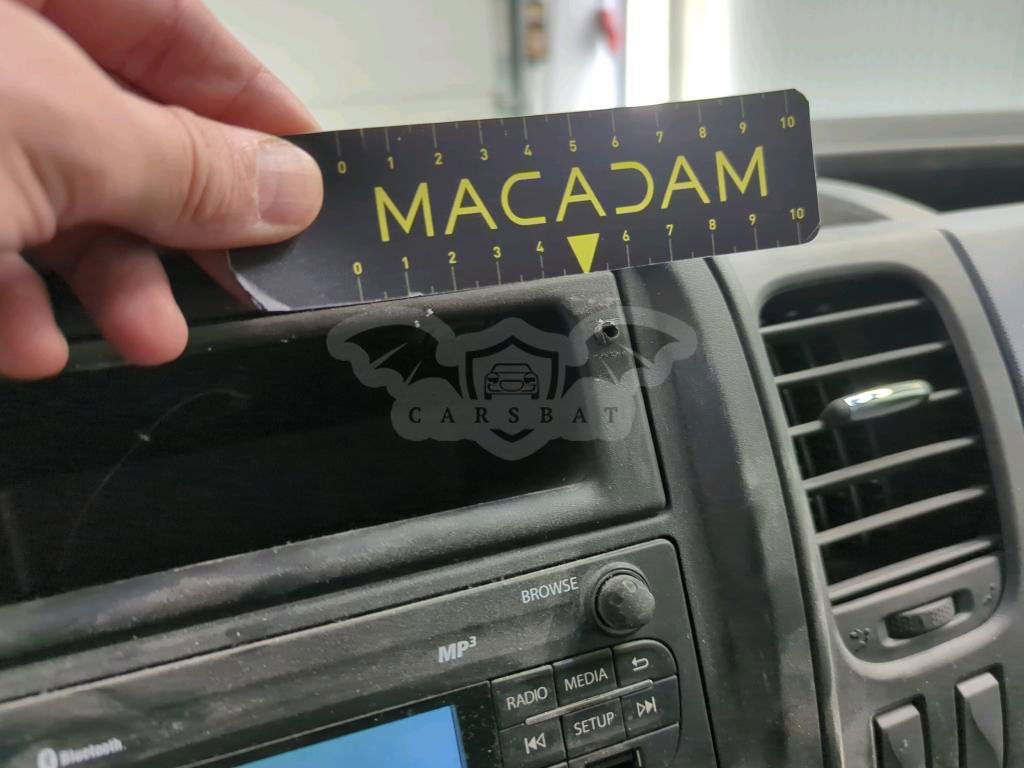 0 1 2 3 4 5 6 7 8 9 10
MACADAM
0 1 2 3 4 6 7 8 9 10
CARSBAT
BROWSE
MP3
RADIO MEDIA
SETUP
Bluetooth